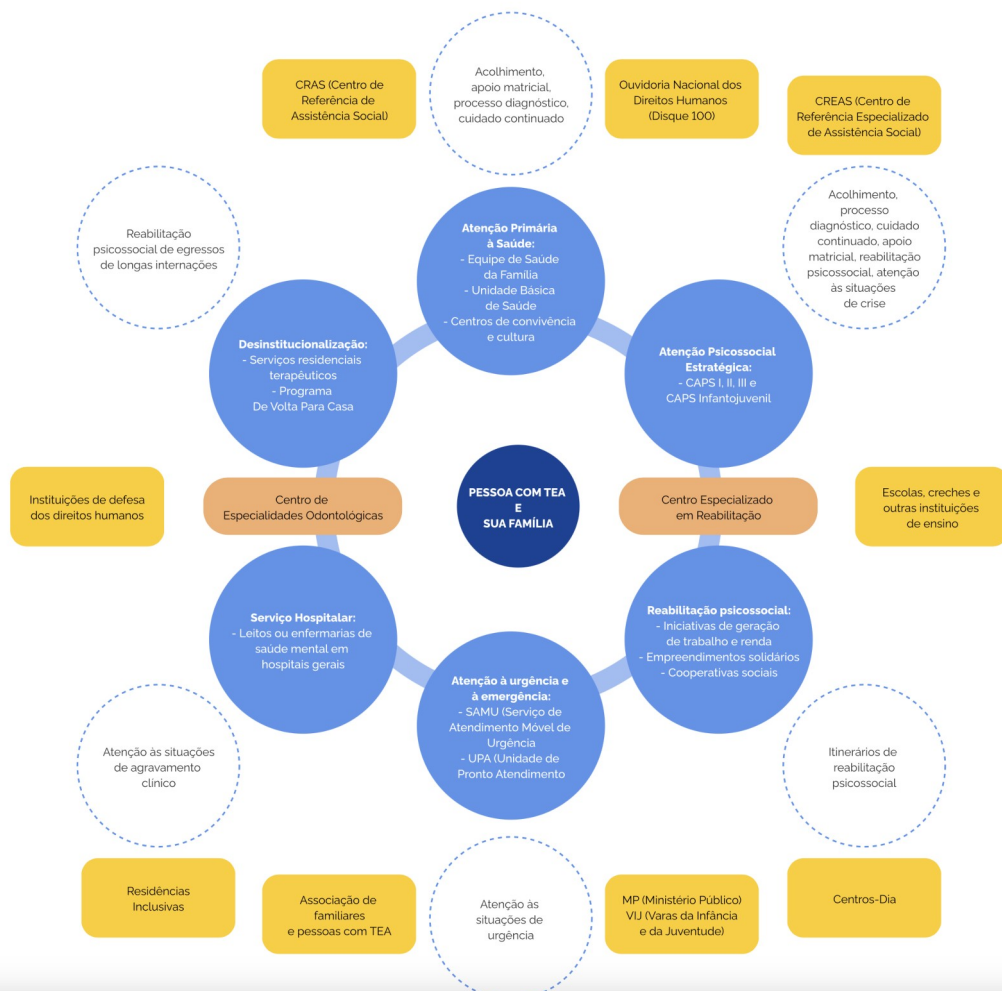 CRAS (Centro de
Referência de
Assistência Social)
Acolhimento,
apoio matricial,
processo diagnóstico,
cuidado continuado
Ouvidoria Nacional dos
Direitos Humanos
(Disque 100)
CREAS (Centro de
Referência Especializado
de Assistência Social)
Reabilitação
psicossocial de egressos
de longas internações
Atenção Primária
à Saúde:
- Equipe de Saúde
da Família
- Unidade Básica
de Saúde
- Centros de convivência
e cultura
Acolhimento,
processo
diagnóstico, cuidado
continuado, apoio
matricial, reabilitação
psicossocial, atenção
às situações
de crise
Desinstitucionalização:
- Serviços residenciais
terapêuticos
- Programa
De Volta Para Casa
Atenção Psicossocial
Estratégica:
- CAPS I, II, III e
CAPS Infantojuvenil
Instituições de defesa
dos direitos humanos
Centro de
Especialidades Odontológicas
PESSOA COM TEA
E
SUA FAMÍLIA
Centro Especializado
em Reabilitação
Escolas, creches e
outras instituições
de ensino
Serviço Hospitalar:
- Leitos ou enfermarias de
saúde mental em
hospitais gerais
Atenção à urgência e
à emergência:
- SAMU (Serviço de
Atendimento Móvel de
Urgência
- UPA (Unidade de
Pronto Atendimento
Reabilitação psicossocial:
- Iniciativas de geração
de trabalho e renda
- Empreendimentos solidários
- Cooperativas sociais
Atenção às situações
de agravamento
clínico
Itinerários de
reabilitação
psicossocial
Residências
Inclusivas
Associação de
familiares
e pessoas com TEA
Atenção às
situações de
urgência
MP (Ministério Público)
VIJ (Varas da Infância
e da Juventude)
Centros-Dia